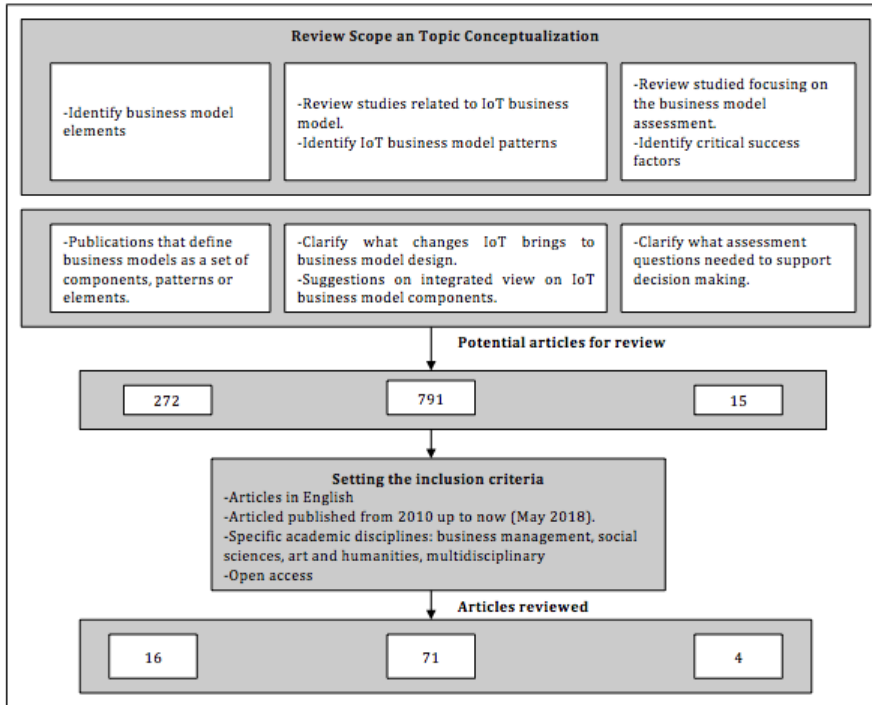 Review Scope an Topic Conceptualization
-Identify business model
elements
-Review studies related to IoT business
model.
-Identify IoT business model patterns
-Review studied focusing on
the business model
assessment.
-Identify critical success
factors
-Publications that define
business models as a set of
components, patterns or
elements.
-Clarify what changes IoT brings to
business model design.
-Suggestions on integrated view on IoT
business model components.
-Clarify what assessment
questions needed to support
decision making.
Potential articles for review
272
791
15
Setting the inclusion criteria
-Articles in English
-Articled published from 2010 up to now (May 2018).
-Specific academic disciplines: business management, social
sciences, art and humanities, multidisciplinary
-Open access
Articles reviewed
16
71
4